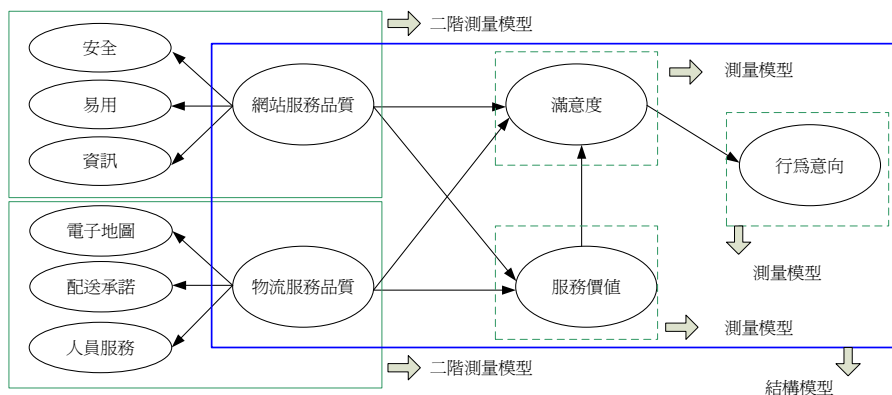 二階測量模型
安全
網站服務品質
滿意度
測量模型
易用
資訊
行為意向
電子地圖
配送承諾
物流服務品質
服務價值
測量模型
人員服務
測量模型
二階測量模型
結構模型